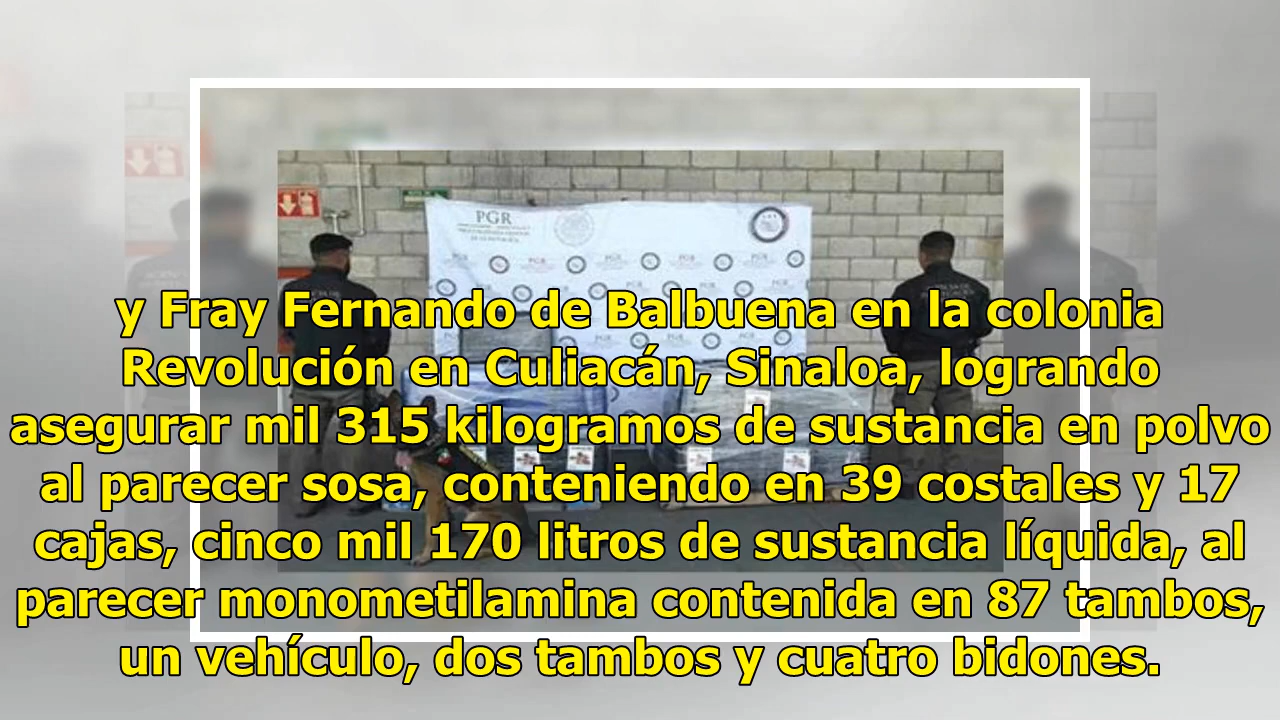 PGR
y Fray Fernando de Balbuena en la colonia
Revolución en Culiacán, Sinaloa, logrando
asegurar mil 315 kilogramos de sustancia en polvo
al parecer sosa, conteniendo en 39 costales y 17
cajas, cinco mil 170 litros de sustancia líquida, al
parecer monometilamina contenida en 87 tambos,
un vehículo, dos tambos y cuatro bidones.